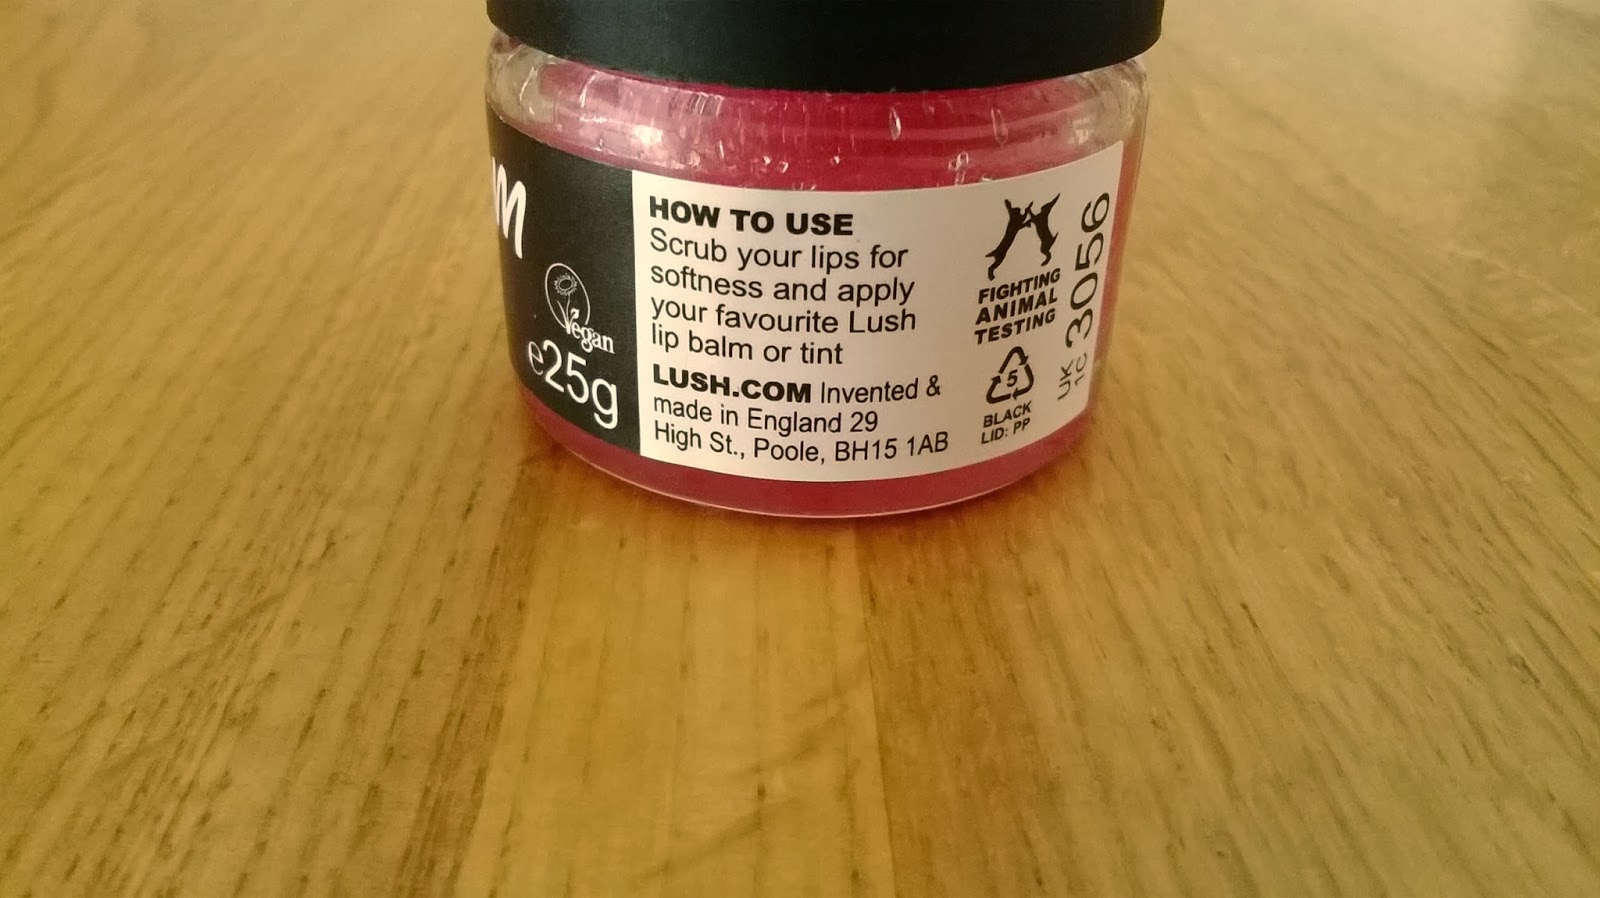 m
Vegan
e25g
HOW TO USE
Scrub your lips for
softness and apply
your favourite Lush
lip balm or tint
LUSH.COM Invented &
made in England 29
High St., Poole, BH15 1AB
FIGHTING
ANIMAL
TESTING
5
BLACK
LID: PP
3056
UK
1C